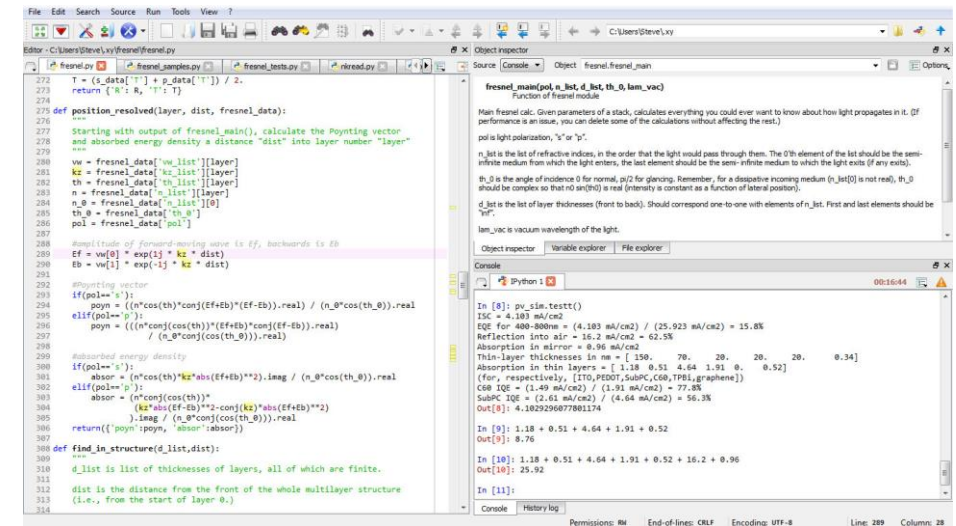 File Edit Search Source Run Tools View ?
C:\Users\Steve\.xy
Editor - C:\Users\Steve\.xy\fresnel\fresnel.py
fresnel.py fresnel_samples.py fresnel_tests.py nkread.py
272 T = (s_data['T'] + p_data['T']) / 2.
273 return {'R': R, 'T': T}
274
275 def position_resolved(layer, dist, fresnel_data):
276 """
277 Starting with output of fresnel_main(), calculate the Poynting vector
278 and absorbed energy density a distance "dist" into layer number "layer"
279 """
280 vw = fresnel_data['vw_list'][layer]
281 kz = fresnel_data['kz_list'][layer]
282 th = fresnel_data['th_list'][layer]
283 n = fresnel_data['n_list'][layer]
284 n_0 = fresnel_data['n_list'][0]
285 th_0 = fresnel_data['th_0']
286 pol = fresnel_data['pol']
287
288 #amplitude of forward-moving wave is Ef, backwards is Eb
289 Ef = vw[0] * exp(1j * kz * dist)
290 Eb = vw[1] * exp(-1j * kz * dist)
291
292 #Poynting vector
293 if(pol=='s'):
294 poyn = ((n*cos(th)*conj(Ef+Eb)*(Ef-Eb)).real) / (n_0*cos(th_0)).real
295 elif(pol=='p'):
296 poyn = (((n*conj(cos(th))*(Ef+Eb)*conj(Ef-Eb)).real)
297 / (n_0*conj(cos(th_0))).real)
298
299 #absorbed energy density
300 if(pol=='s'):
301 absor = (n*cos(th)*kz*abs(Ef+Eb)**2).imag / (n_0*cos(th_0)).real
302 elif(pol=='p'):
303 absor = (n*conj(cos(th))*
304 (kz*abs(Ef-Eb)**2-conj(kz)*abs(Ef+Eb)**2)
305 ).imag / (n_0*conj(cos(th_0))).real
306 return({'poyn':poyn, 'absor':absor})
307
308 def find_in_structure(d_list,dist):
309 """
310 d_list is list of thicknesses of layers, all of which are finite.
311
312 dist is the distance from the front of the whole multilayer structure
313 (i.e., from the start of layer 0.)
314
Object inspector
Source Console Object fresnel.fresnel_main Options
fresnel_main(pol, n_list, d_list, th_0, lam_vac)
Function of fresnel module
Main fresnel calc. Given parameters of a stack, calculates everything you could ever want to know about how light propagates in it. (If
performance is an issue, you can delete some of the calculations without affecting the rest.)
pol is light polarization, "s" or "p".
n_list is the list of refractive indices, in the order that the light would pass through them. The 0'th element of the list should be the semi-
infinite medium from which the light enters, the last element should be the semi- infinite medium to which the light exits (if any exits).
th_0 is the angle of incidence 0 for normal, pi/2 for glancing. Remember, for a dissipative incoming medium (n_list[0] is not real), th_0
should be complex so that n0 sin(th0) is real (intensity is constant as a function of lateral position).
d_list is the list of layer thicknesses (front to back). Should correspond one-to-one with elements of n_list. First and last elements should be
"inf".
lam_vac is vacuum wavelength of the light.
Object inspector Variable explorer File explorer
Console
IPython 1 00:16:44
In [8]: pv_sim.testt()
ISC = 4.103 mA/cm2
EQE for 400-800nm = (4.103 mA/cm2) / (25.923 mA/cm2) = 15.8%
Reflection into air = 16.2 mA/cm2 = 62.5%
Absorption in mirror = 0.96 mA/cm2
Thin-layer thicknesses in nm = [ 150. 70. 20. 20. 20. 0.34]
Absorption in thin layers = [ 1.18 0.51 4.64 1.91 0. 0.52]
(for, respectively, [ITO,PEDOT,SubPC,C60,TPBi,graphene])
C60 IQE = (1.49 mA/cm2) / (1.91 mA/cm2) = 77.8%
SubPC IQE = (2.61 mA/cm2) / (4.64 mA/cm2) = 56.3%
Out[8]: 4.1029296077801174
In [9]: 1.18 + 0.51 + 4.64 + 1.91 + 0.52
Out[9]: 8.76
In [10]: 1.18 + 0.51 + 4.64 + 1.91 + 0.52 + 16.2 + 0.96
Out[10]: 25.92
In [11]:
Console History log
Permissions: RW End-of-lines: CRLF Encoding: UTF-8 Line: 289 Column: 28